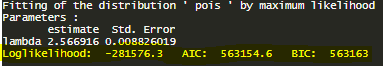 Fitting of the distribution ' pois ' by maximum likelihood
Parameters :
estimate Std. Error
lambda 2.566916 0.008826019
Loglikelihood: -281576.3 AIC: 563154.6 BIC: 563163